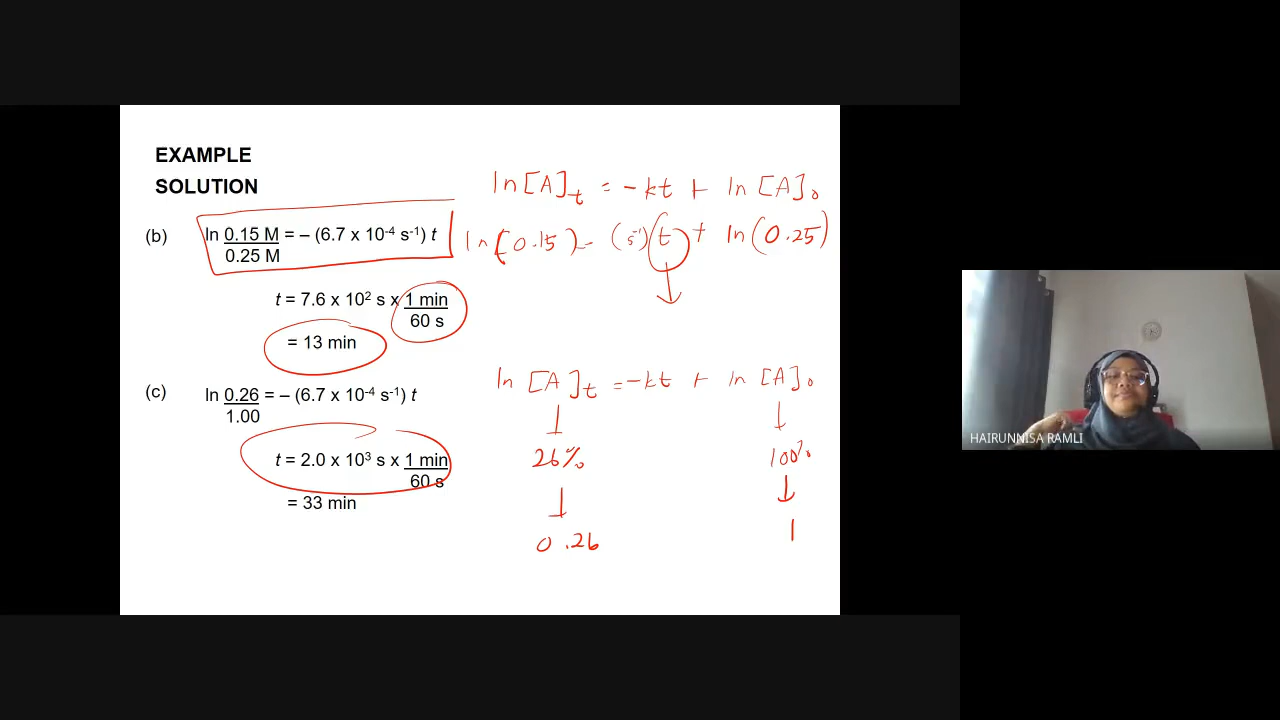 EXAMPLE
SOLUTION
ln [A]t = -kt + ln [A]o
(b)
ln 0.15 M = – (6.7 x 10-4 s-1) t
0.25 M
ln (0.15) = (s-1)(t) + ln (0.25)
t = 7.6 x 10² s x 1 min
60 s
= 13 min
(c)
ln 0.26 = – (6.7 x 10-4 s-1) t
1.00
ln [A]t = -kt + ln [A]o
t = 2.0 x 10³ s x 1 min
60 s
= 33 min
26%
100%
0.26
1
HAIRUNNISA RAMLI